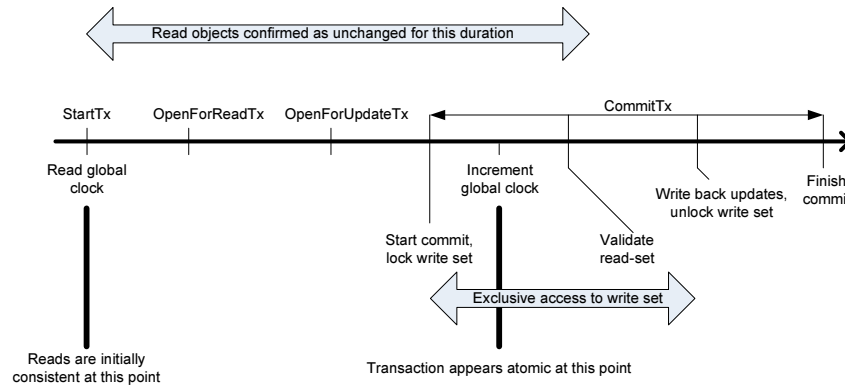 Read objects confirmed as unchanged for this duration
StartTx
OpenForReadTx
OpenForUpdateTx
CommitTx
Read global
clock
Increment
global clock
Write back updates,
unlock write set
Finish
commit
Start commit,
lock write set
Validate
read-set
Exclusive access to write set
Reads are initially
consistent at this point
Transaction appears atomic at this point